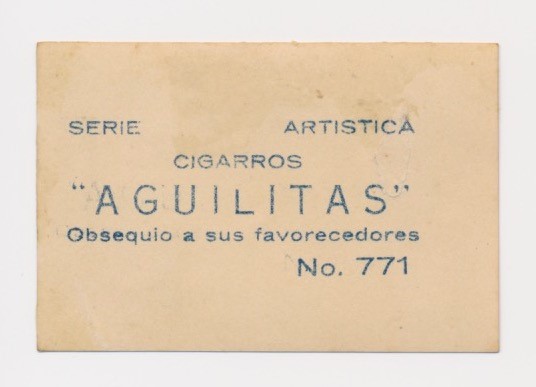 SERIE ARTISTICA
CIGARROS
"AGUILITAS"
Obsequio a sus favorecedores
No. 771